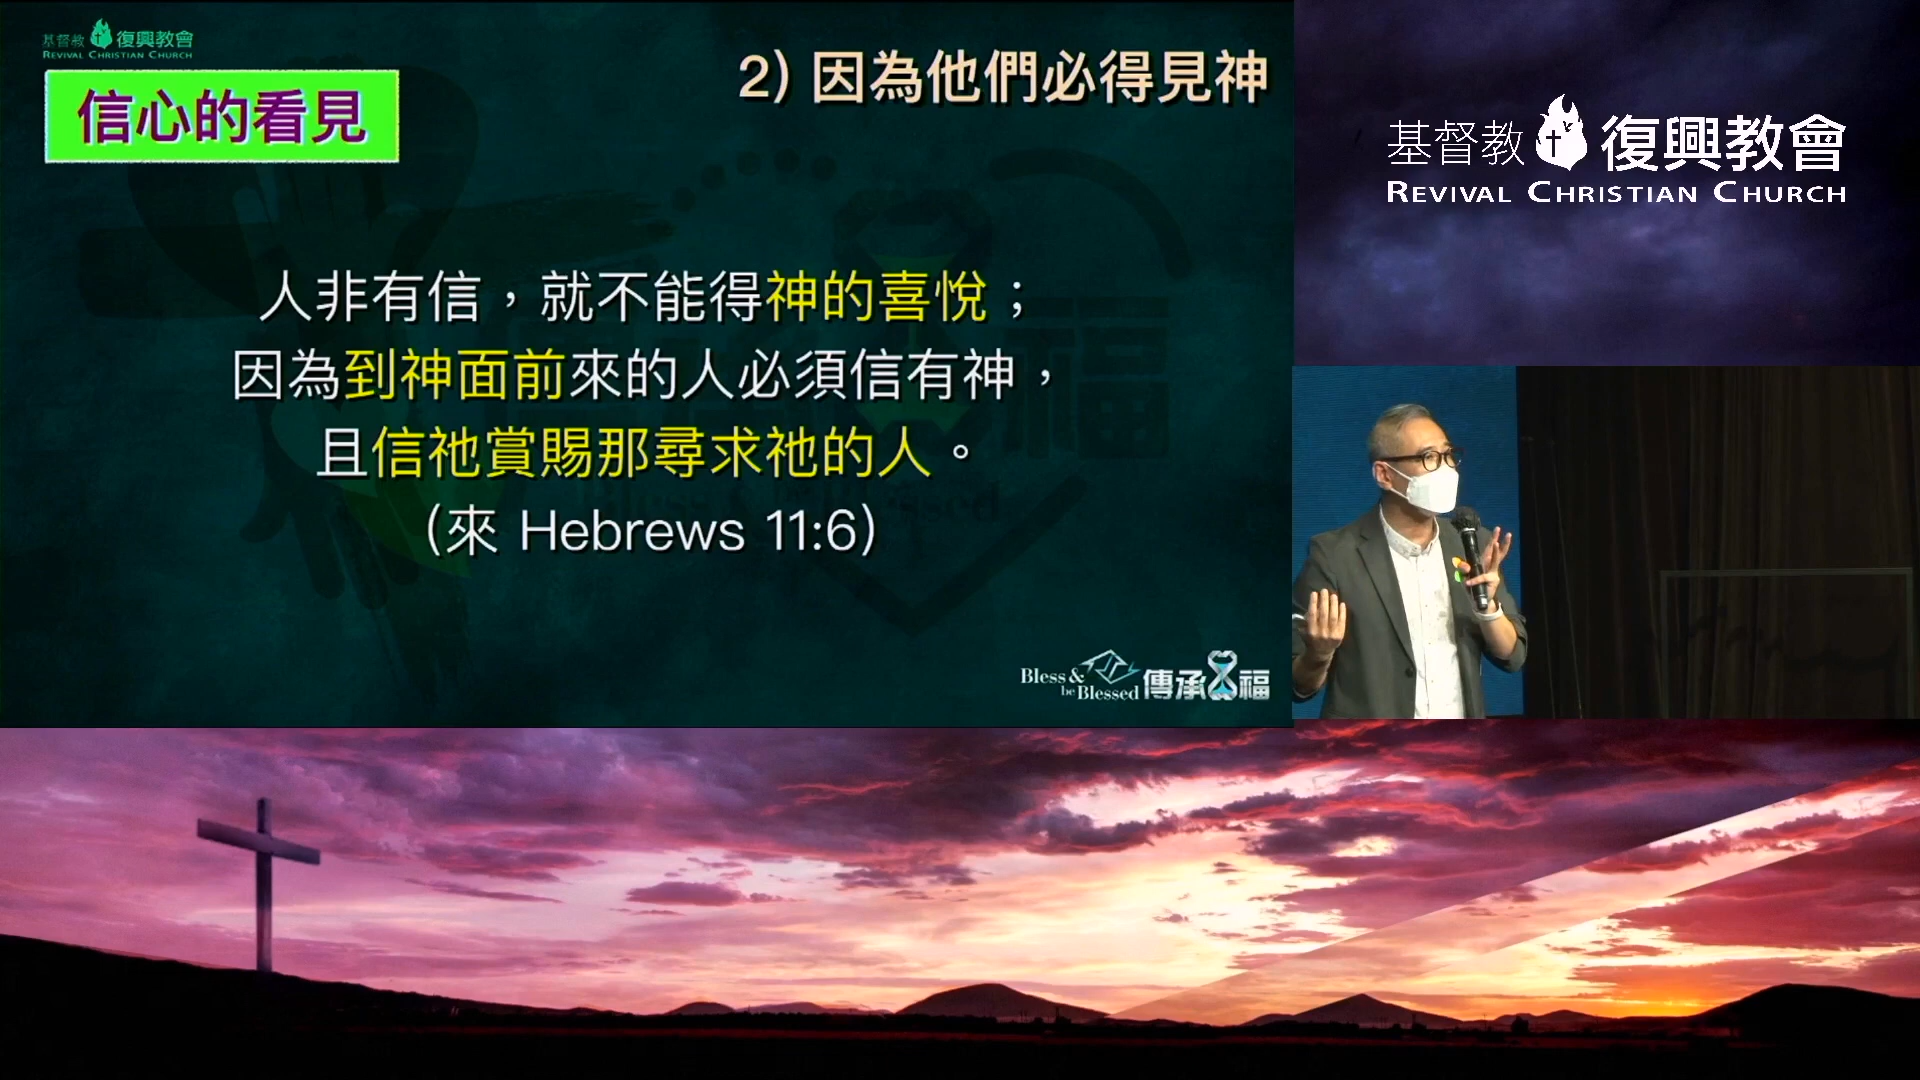 基督教 復興教會
REVIVAL CHRISTIAN CHURCH
信心的看見
2) 因為他們必得見神
人非有信，就不能得神的喜悅；
因為到神面前來的人必須信有神，
且信祂賞賜那尋求祂的人。
(來 Hebrews 11:6)
Bless & be Blessed 傳承幸福
基督教 復興教會
REVIVAL CHRISTIAN CHURCH